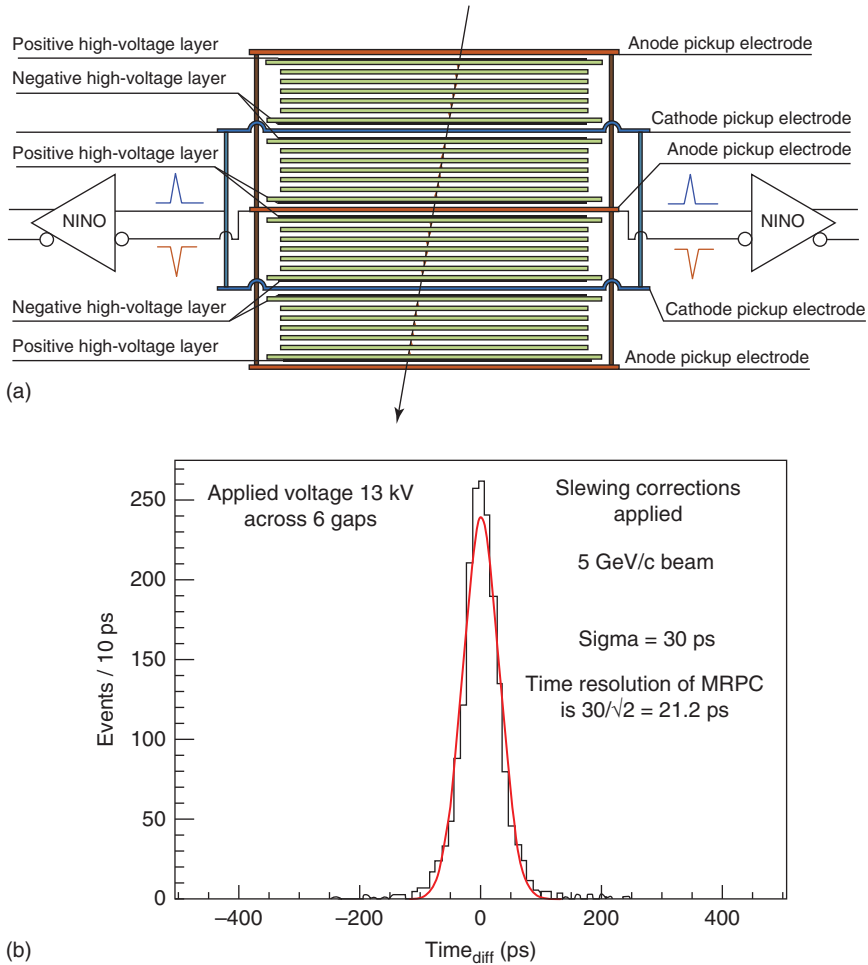 Positive high-voltage layer
Anode pickup electrode
Negative high-voltage layer
Cathode pickup electrode
Positive high-voltage layer
Anode pickup electrode
NINO
NINO
Negative high-voltage layer
Cathode pickup electrode
Positive high-voltage layer
Anode pickup electrode
(a)
Applied voltage 13 kV
across 6 gaps
Slewing corrections
applied
5 GeV/c beam
Sigma = 30 ps
Time resolution of MRPC
is 30/√2 = 21.2 ps
Events / 10 ps
250
200
150
100
50
0
−400 −200 0 200 400
Time_diff (ps)
(b)